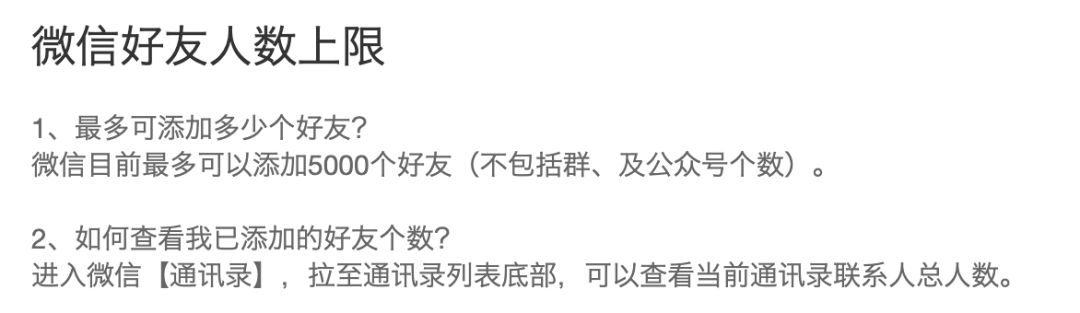 微信好友人数上限
1、最多可添加多少个好友？
微信目前最多可以添加5000个好友（不包括群、及公众号个数）。
2、如何查看我已添加的好友个数？
进入微信【通讯录】，拉至通讯录列表底部，可以查看当前通讯录联系人总人数。